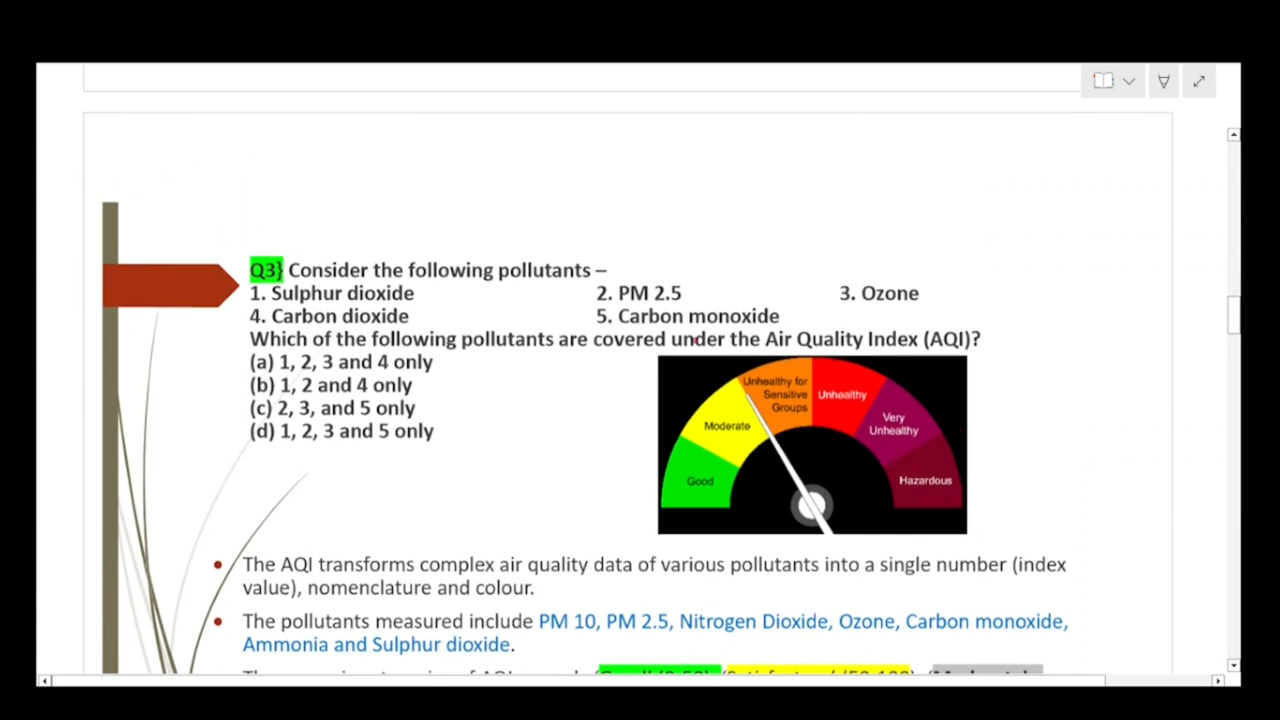 Q3} Consider the following pollutants –
1. Sulphur dioxide 2. PM 2.5 3. Ozone
4. Carbon dioxide 5. Carbon monoxide
Which of the following pollutants are covered under the Air Quality Index (AQI)?
(a) 1, 2, 3 and 4 only
(b) 1, 2 and 4 only
(c) 2, 3, and 5 only
(d) 1, 2, 3 and 5 only
Good
Moderate
Unhealthy for
Sensitive
Groups
Unhealthy
Very
Unhealthy
Hazardous
The AQI transforms complex air quality data of various pollutants into a single number (index
value), nomenclature and colour.
The pollutants measured include PM 10, PM 2.5, Nitrogen Dioxide, Ozone, Carbon monoxide,
Ammonia and Sulphur dioxide.